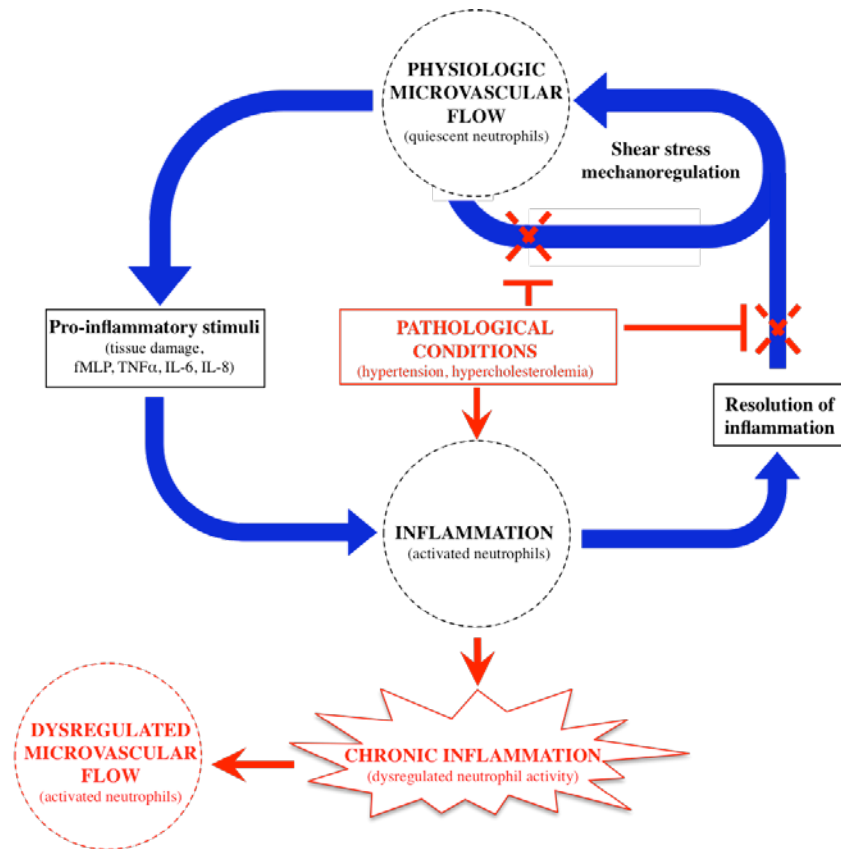 PHYSIOLOGIC
MICROVASCULAR
FLOW
(quiescent neutrophils)
Shear stress
mechanoregulation
Pro-inflammatory stimuli
(tissue damage,
fMLP, TNFα, IL-6, IL-8)
PATHOLOGICAL
CONDITIONS
(hypertension, hypercholesterolemia)
Resolution of
inflammation
INFLAMMATION
(activated neutrophils)
DYSREGULATED
MICROVASCULAR
FLOW
(activated neutrophils)
CHRONIC INFLAMMATION
(dysregulated neutrophil activity)